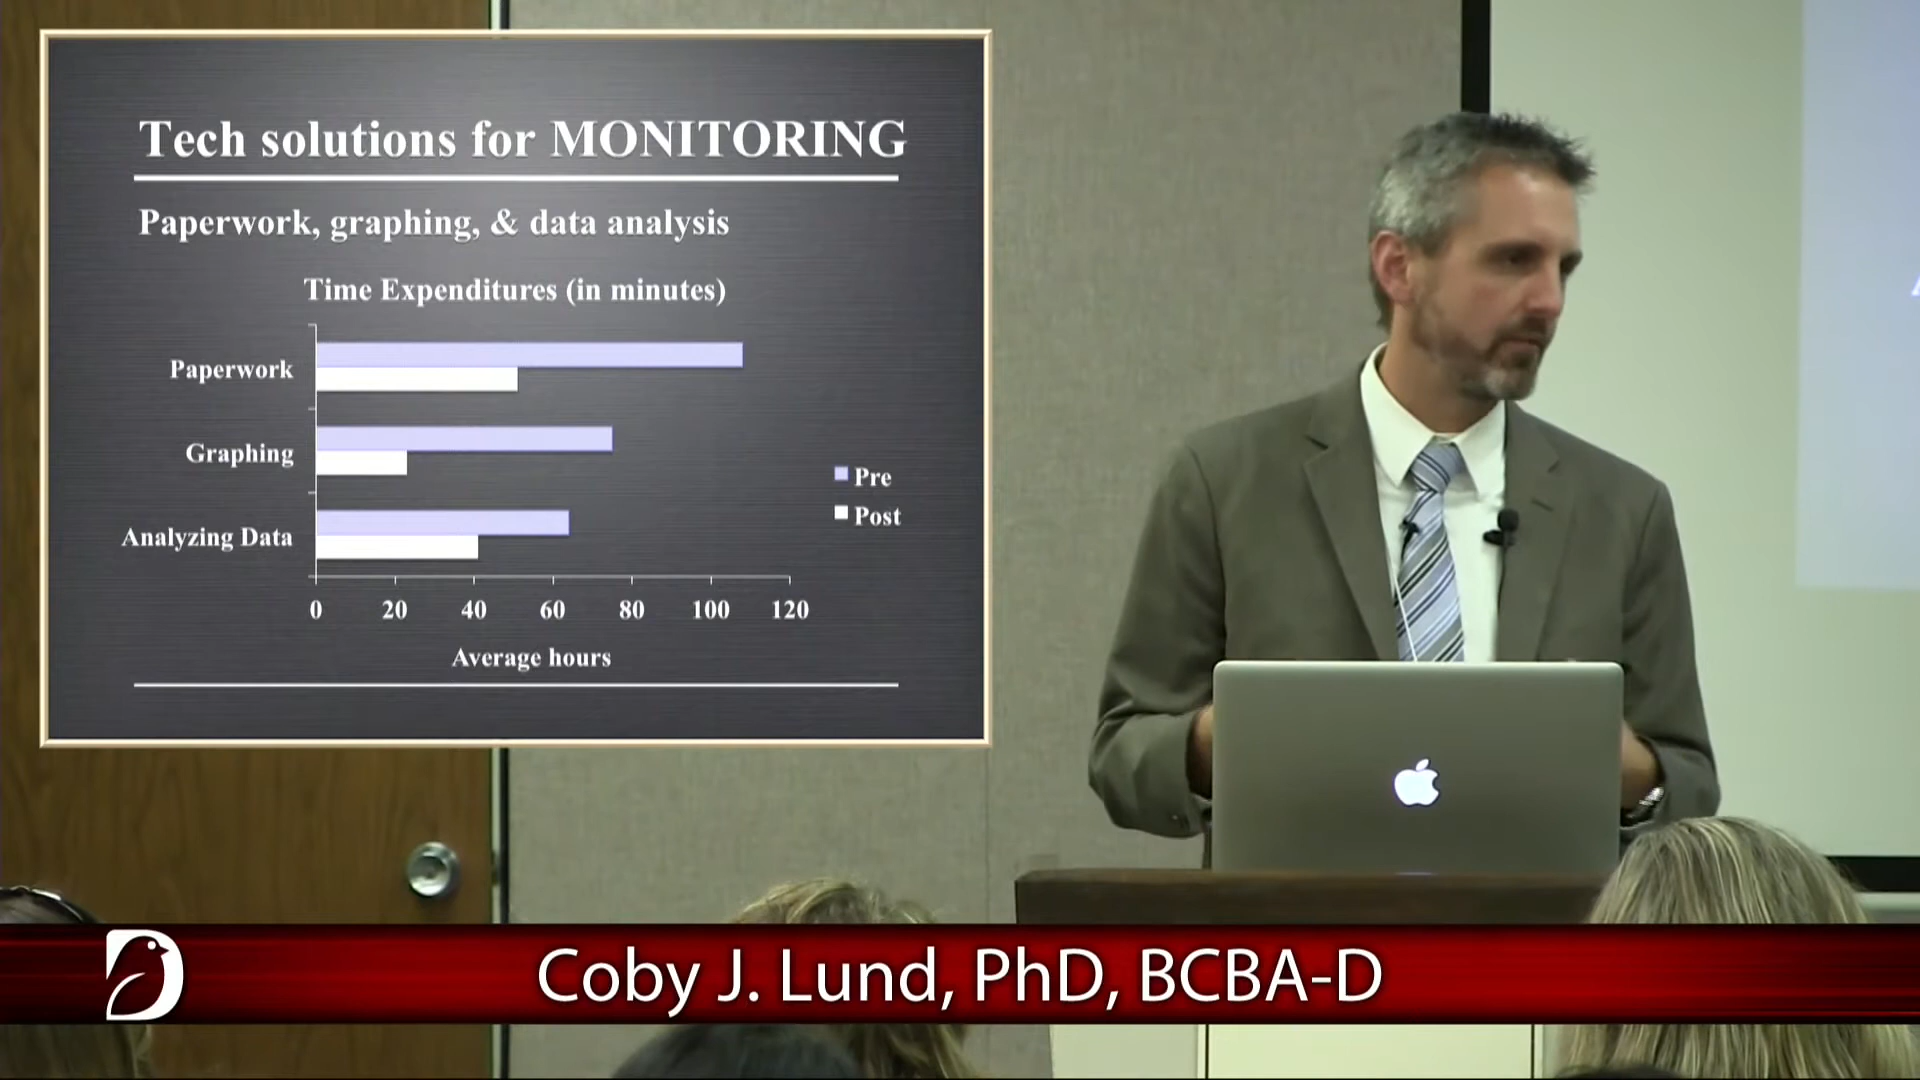 Tech solutions for MONITORING
Paperwork, graphing, & data analysis
Time Expenditures (in minutes)
Paperwork
Graphing
Analyzing Data
Pre
Post
0 20 40 60 80 100 120
Average hours
Coby J. Lund, PhD, BCBA-D